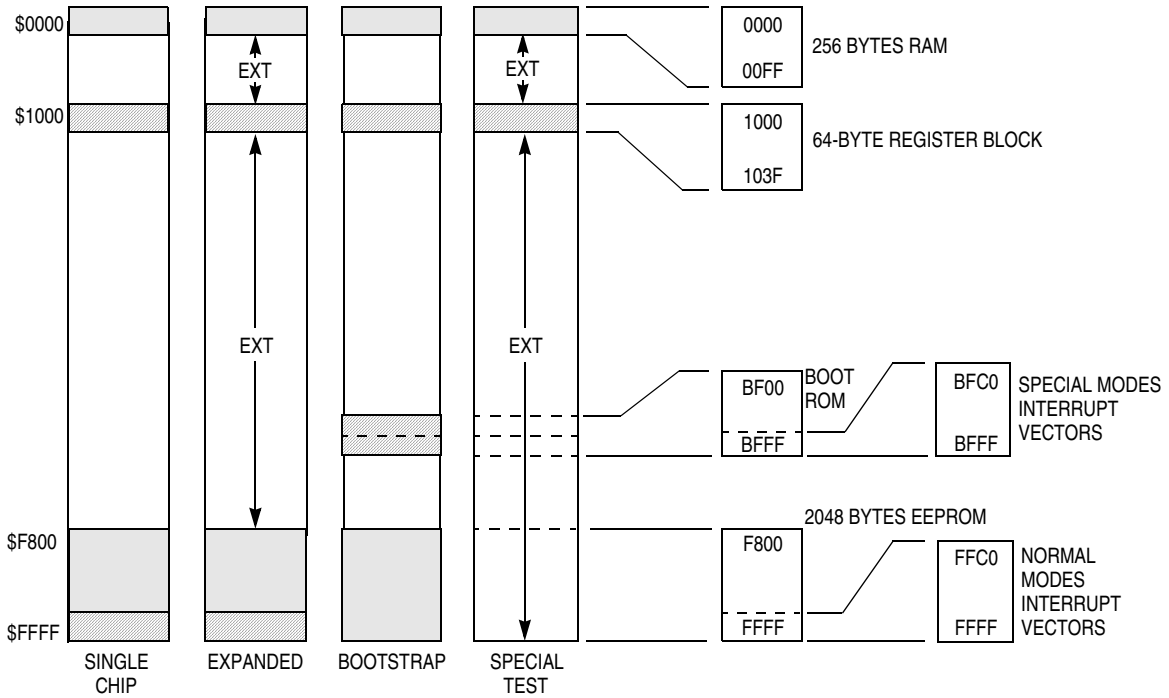 $0000
$1000
$F800
$FFFF
EXT
EXT
EXT
EXT
0000
00FF
256 BYTES RAM
1000
103F
64-BYTE REGISTER BLOCK
BF00
BFFF
BOOT
ROM
BFC0
BFFF
SPECIAL MODES
INTERRUPT
VECTORS
2048 BYTES EEPROM
F800
FFFF
FFC0
FFFF
NORMAL
MODES
INTERRUPT
VECTORS
SINGLE
CHIP
EXPANDED
BOOTSTRAP
SPECIAL
TEST